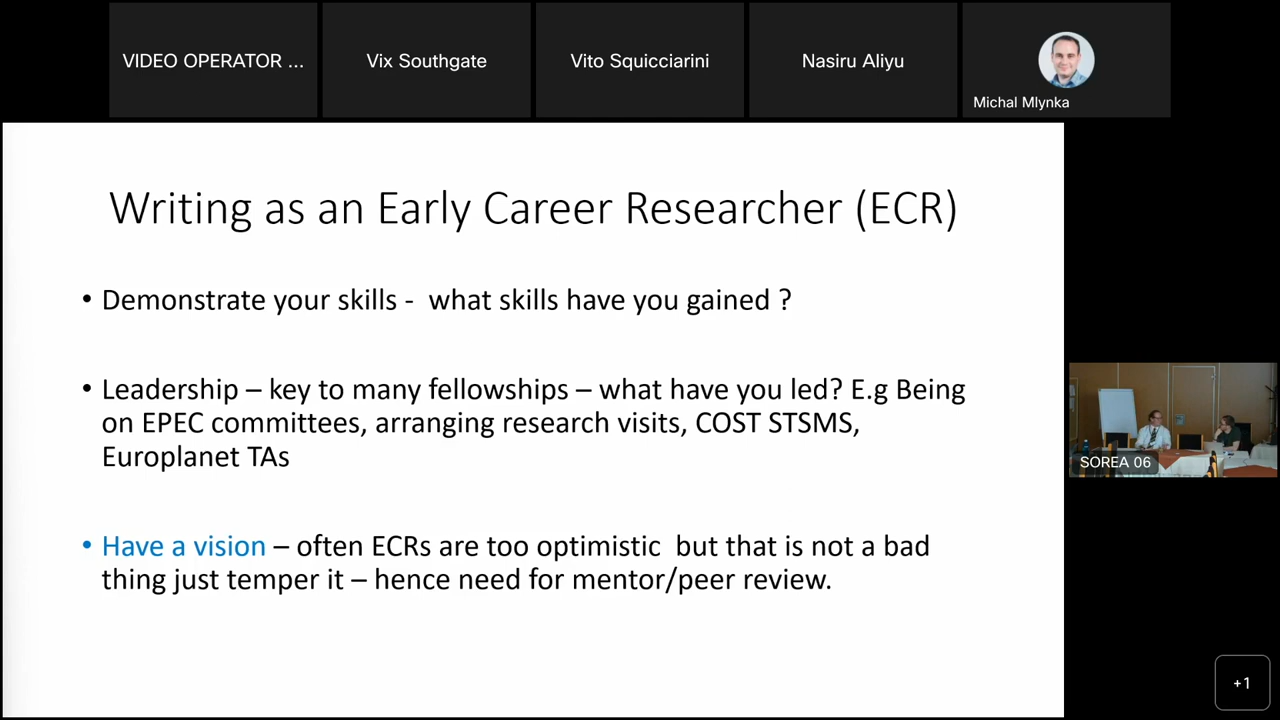 VIDEO OPERATOR ...
Vix Southgate
Vito Squicciarini
Nasiru Aliyu
Michal Mlynka
Writing as an Early Career Researcher (ECR)
• Demonstrate your skills -  what skills have you gained ?
• Leadership – key to many fellowships – what have you led? E.g Being
on EPEC committees, arranging research visits, COST STSMS,
Europlanet TAs
• Have a vision – often ECRs are too optimistic  but that is not a bad
thing just temper it – hence need for mentor/peer review.
SOREA 06
+1